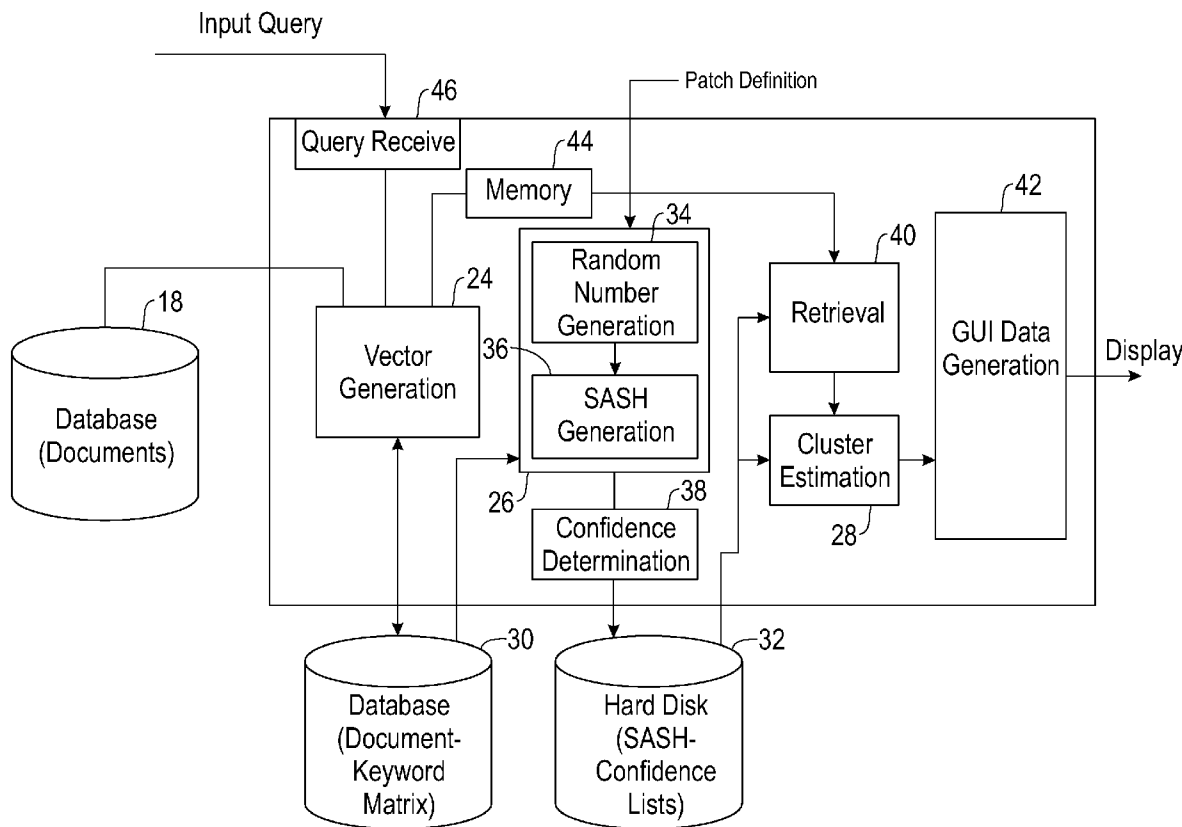 Input Query
Patch Definition
46
Query Receive
44
Memory
42
34
40
Random
Number
Generation
24
18
Retrieval
GUI Data
Generation
Vector
Generation
36
Display
Database
(Documents)
SASH
Generation
Cluster
Estimation
26
38
28
Confidence
Determination
30
32
Database
(Document-
Keyword
Matrix)
Hard Disk
(SASH-
Confidence
Lists)